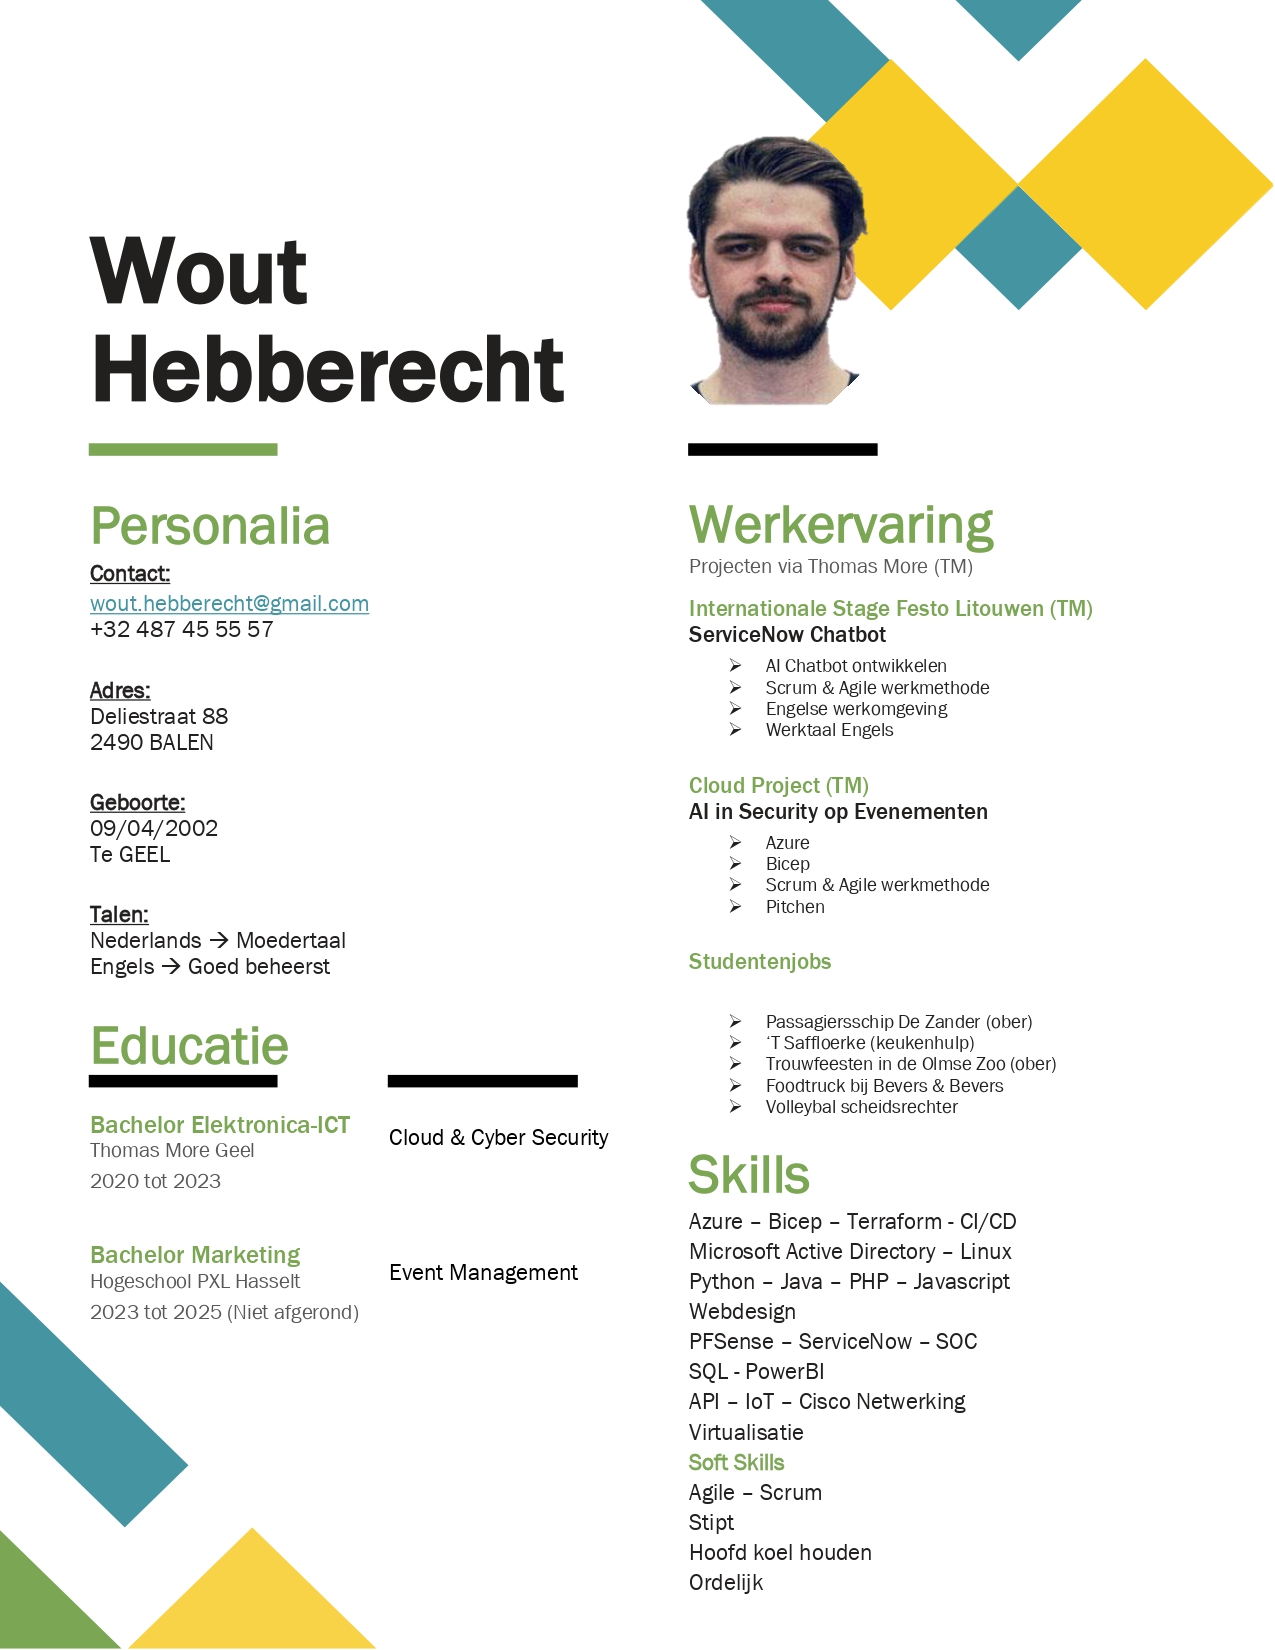 Wout
Hebberecht
Personalia
Contact:
wout.hebberecht@gmail.com
+32 487 45 55 57
Adres:
Deliestraat 88
2490 BALEN
Geboorte:
09/04/2002
Te GEEL
Talen:
Nederlands → Moedertaal
Engels → Goed beheerst
Educatie
Bachelor Elektronica-ICT
Thomas More Geel
2020 tot 2023
Cloud & Cyber Security
Bachelor Marketing
Hogeschool PXL Hasselt
2023 tot 2025 (Niet afgerond)
Event Management
Werkervaring
Projecten via Thomas More (TM)
Internationale Stage Festo Litouwen (TM)
ServiceNow Chatbot
➢ AI Chatbot ontwikkelen
➢ Scrum & Agile werkmethode
➢ Engelse werkomgeving
➢ Werktaal Engels
Cloud Project (TM)
AI in Security op Evenementen
➢ Azure
➢ Bicep
➢ Scrum & Agile werkmethode
➢ Pitchen
Studentenjobs
➢ Passagiersschip De Zander (ober)
➢ ‘T Saffloerke (keukenhulp)
➢ Trouwfeesten in de Olmse Zoo (ober)
➢ Foodtruck bij Bevers & Bevers
➢ Volleybal scheidsrechter
Skills
Azure – Bicep – Terraform - CI/CD
Microsoft Active Directory – Linux
Python – Java – PHP – Javascript
Webdesign
PFSense – ServiceNow – SOC
SQL - PowerBI
API – IoT – Cisco Netwerking
Virtualisatie
Soft Skills
Agile – Scrum
Stipt
Hoofd koel houden
Ordelijk